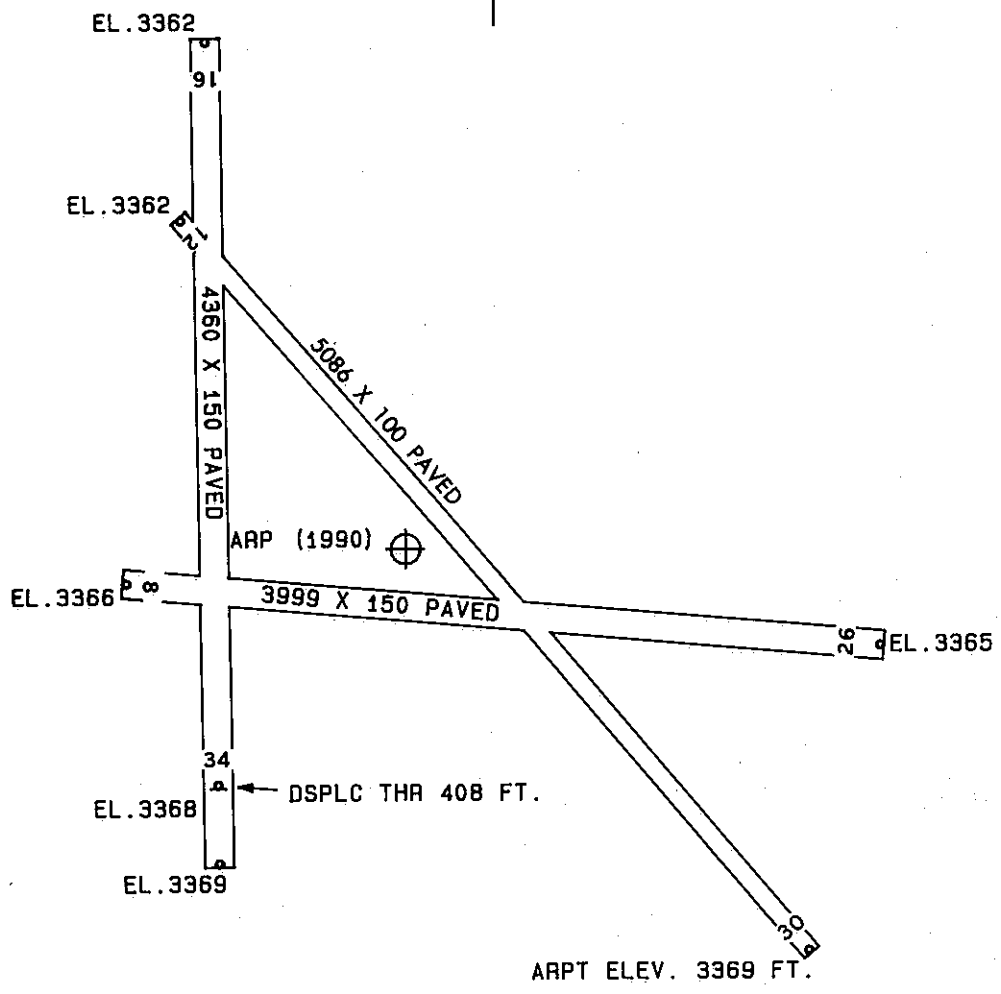 EL.3362
16
EL.3362
12
4360 X 150 PAVED
5086 X 100 PAVED
ARP (1990)
EL.3366
8
3999 X 150 PAVED
26
EL.3365
34
DSPLC THR 408 FT.
EL.3368
EL.3369
30
ARPT ELEV. 3369 FT.